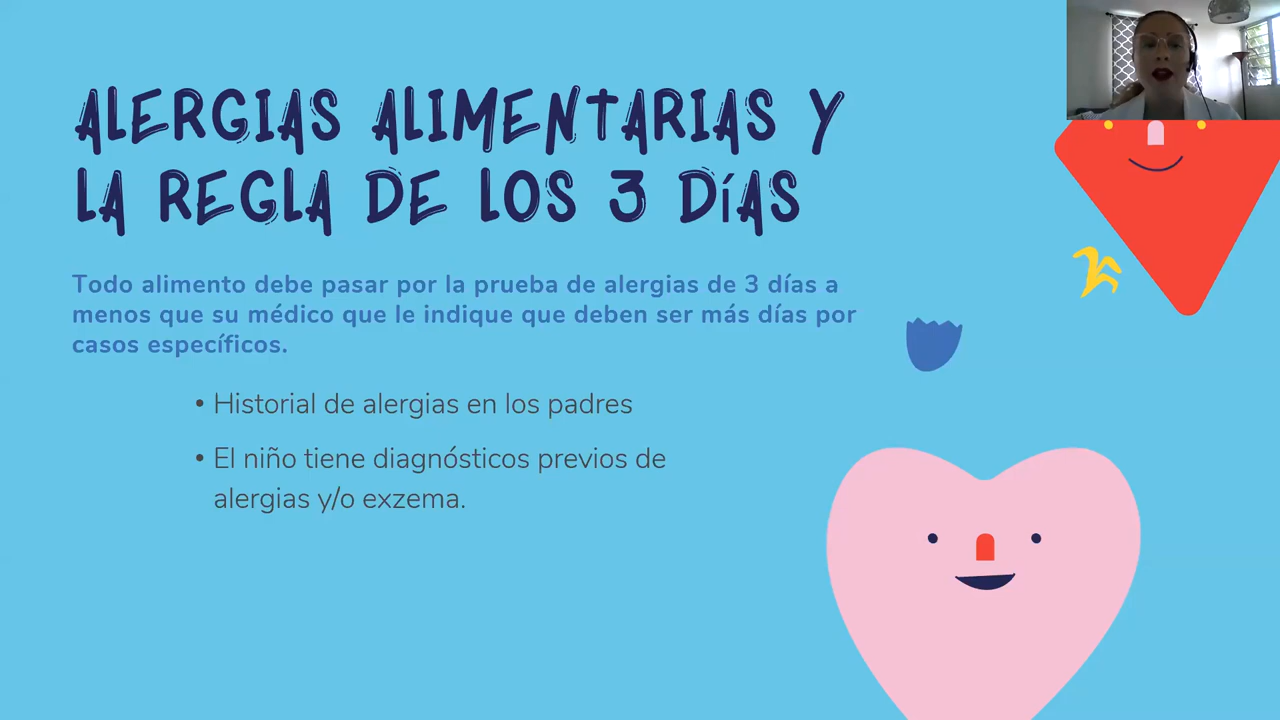 ALERGIAS ALIMENTARIAS Y
LA REGLA DE LOS 3 DíAS
Todo alimento debe pasar por la prueba de alergias de 3 días a
menos que su médico que le indique que deben ser más días por
casos específicos.
• Historial de alergias en los padres
• El niño tiene diagnósticos previos de
alergias y/o exzema.